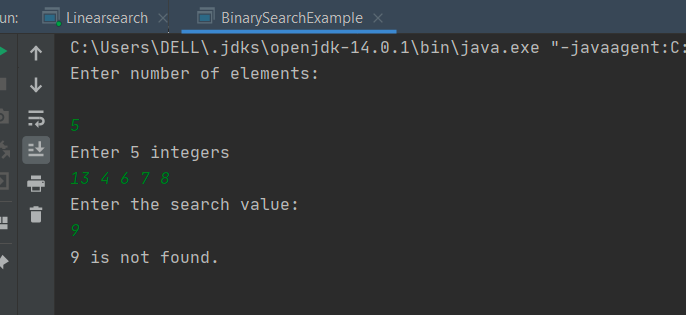 un: Linearsearch × BinarySearchExample ×
C:\Users\DELL\.jdks\openjdk-14.0.1\bin\java.exe "-javaagent:C:
Enter number of elements:
5
Enter 5 integers
13 4 6 7 8
Enter the search value:
9
9 is not found.